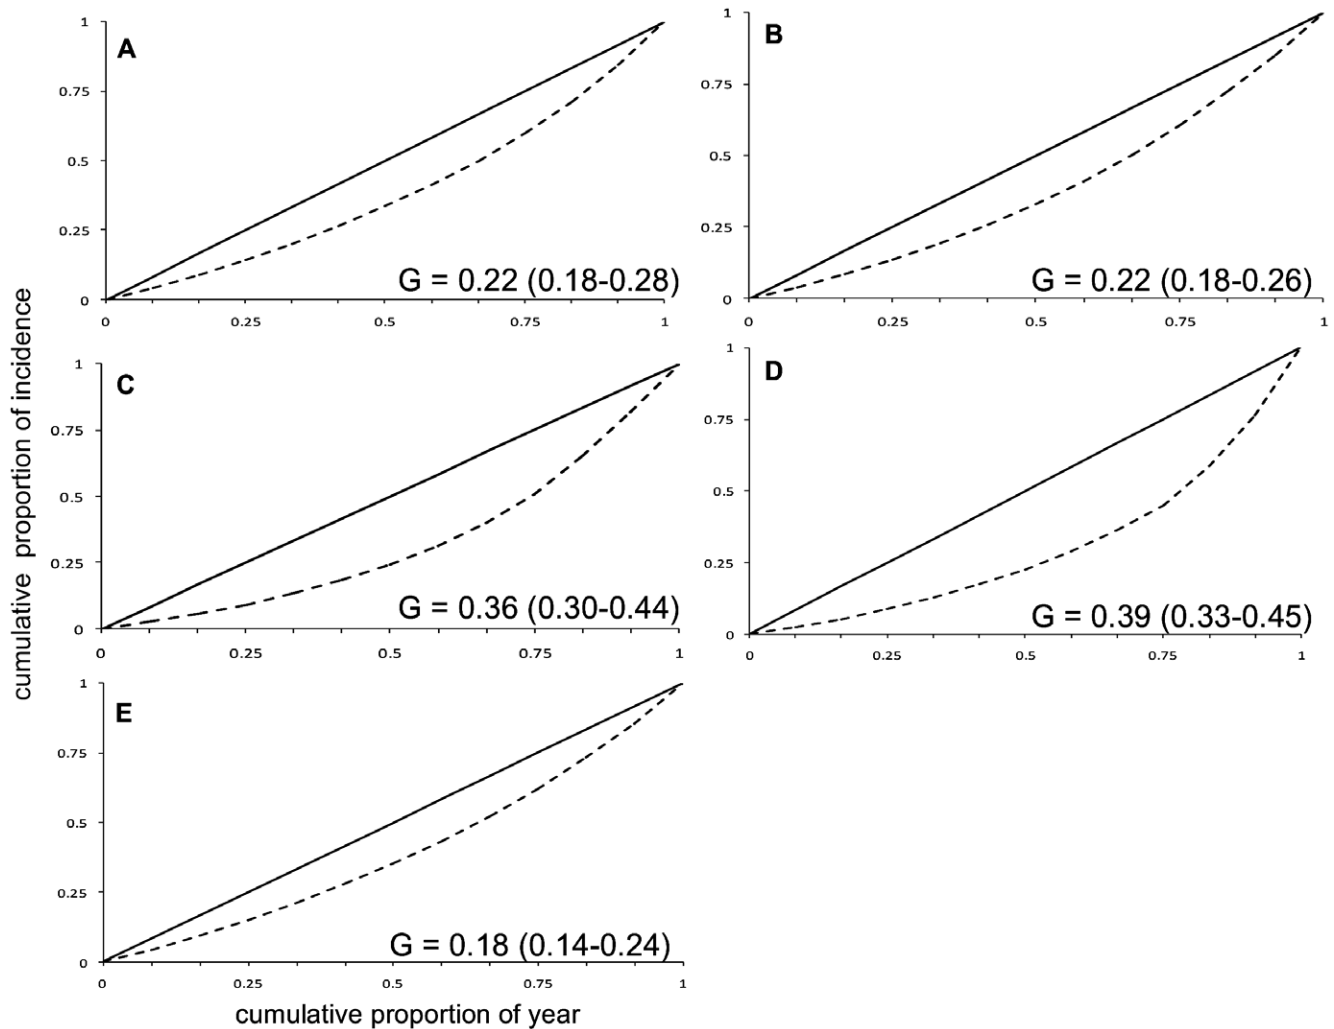 A
1
0.75
0.5
0.25
0
G = 0.22 (0.18-0.28)
0 0.25 0.5 0.75 1
B
1
0.75
0.5
0.25
0
G = 0.22 (0.18-0.26)
0 0.25 0.5 0.75 1
cumulative proportion of incidence
C
1
0.75
0.5
0.25
0
G = 0.36 (0.30-0.44)
0 0.25 0.5 0.75 1
D
1
0.75
0.5
0.25
0
G = 0.39 (0.33-0.45)
0 0.25 0.5 0.75 1
E
1
0.75
0.5
0.25
0
G = 0.18 (0.14-0.24)
0 0.25 0.5 0.75 1
cumulative proportion of year